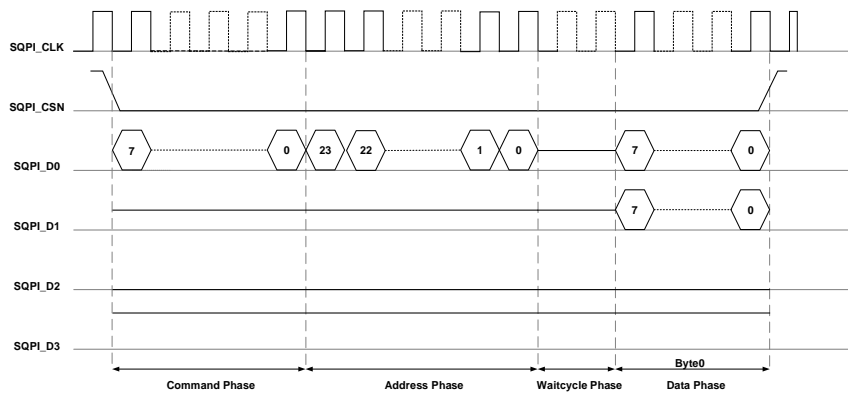 SQPI_CLK
SQPI_CSN
7 0 23 22 1 0 7 0
SQPI_D0
7 0
SQPI_D1
SQPI_D2
SQPI_D3
Byte0
Command Phase Address Phase Waitcycle Phase Data Phase